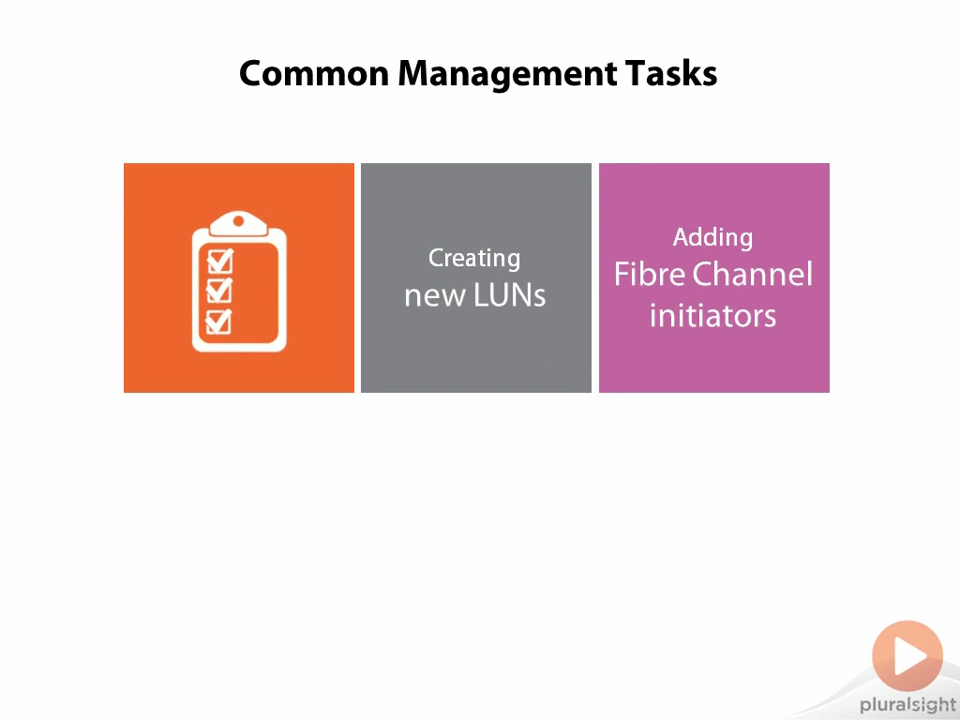 Common Management Tasks
Creating
new LUNs
Adding
Fibre Channel
initiators
pluralsight